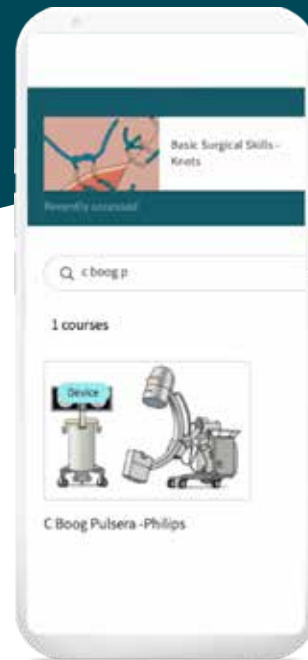 Basic Surgical Skills -
Knots
Recently accessed
c boog p
1 courses
Device
C Boog Pulsera -Philips